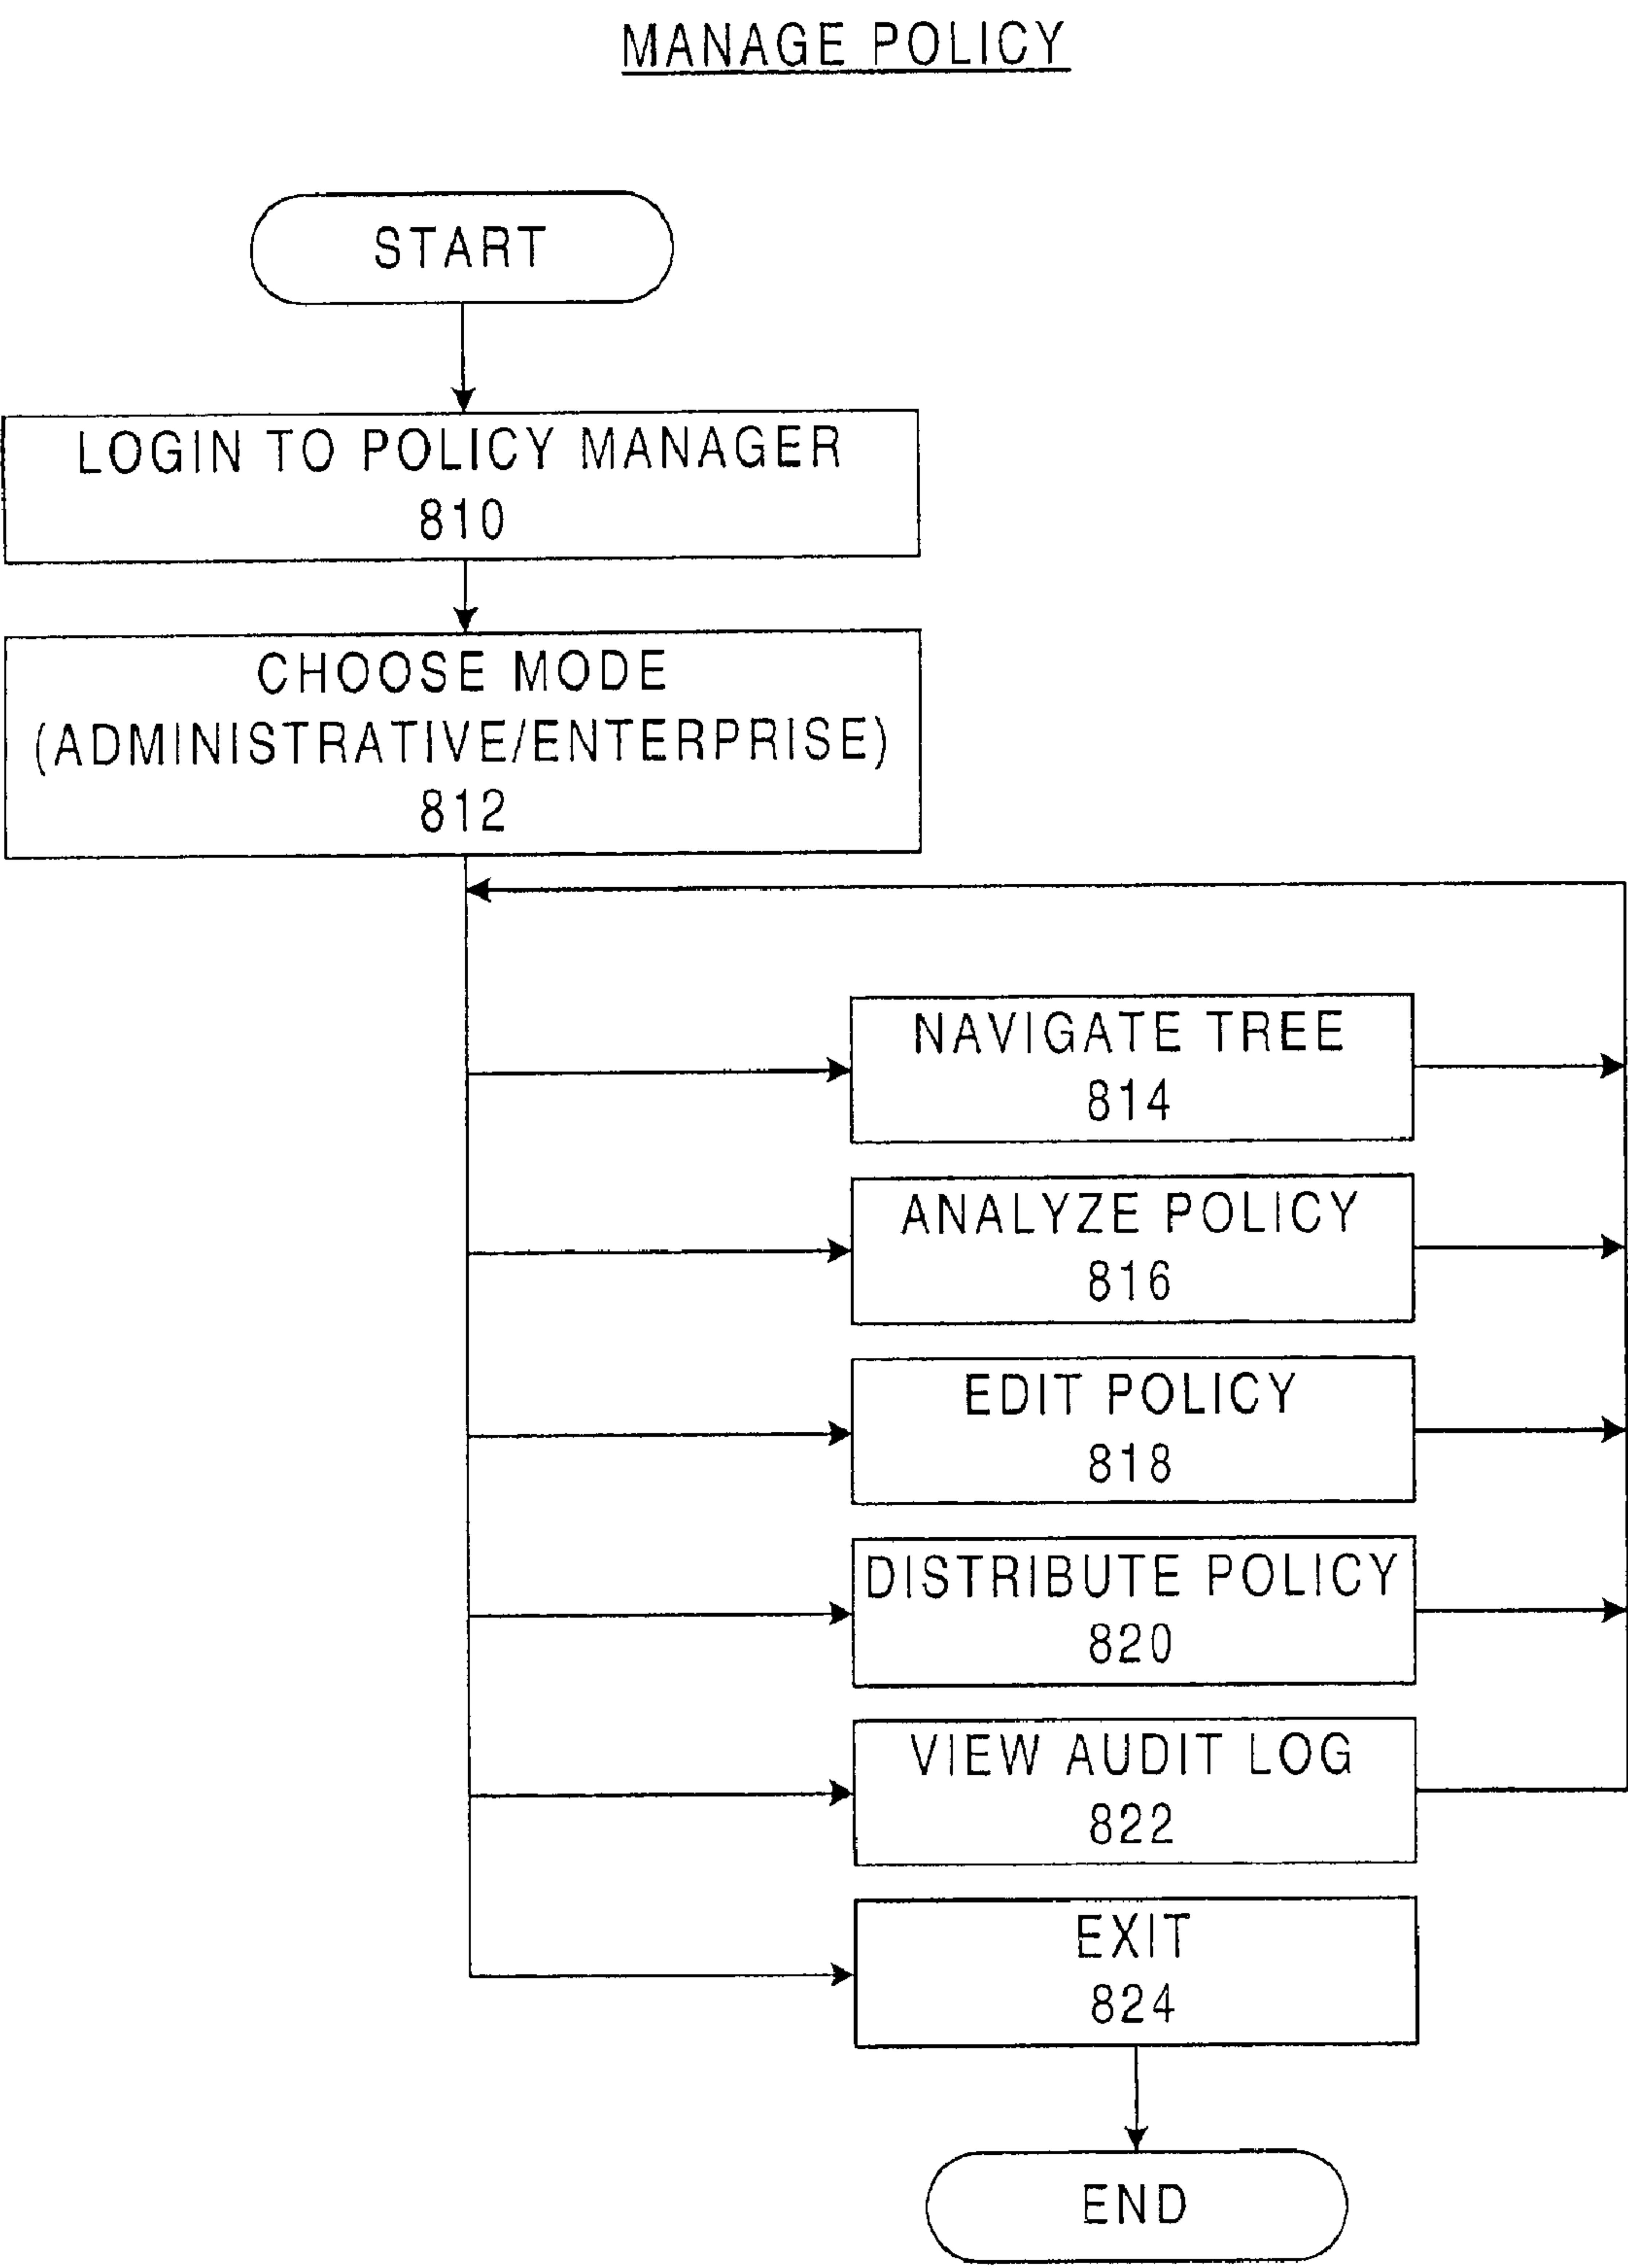 MANAGE POLICY
START
LOGIN TO POLICY MANAGER
810
CHOOSE MODE
(ADMINISTRATIVE/ENTERPRISE)
812
NAVIGATE TREE
814
ANALYZE POLICY
816
EDIT POLICY
818
DISTRIBUTE POLICY
820
VIEW AUDIT LOG
822
EXIT
824
END